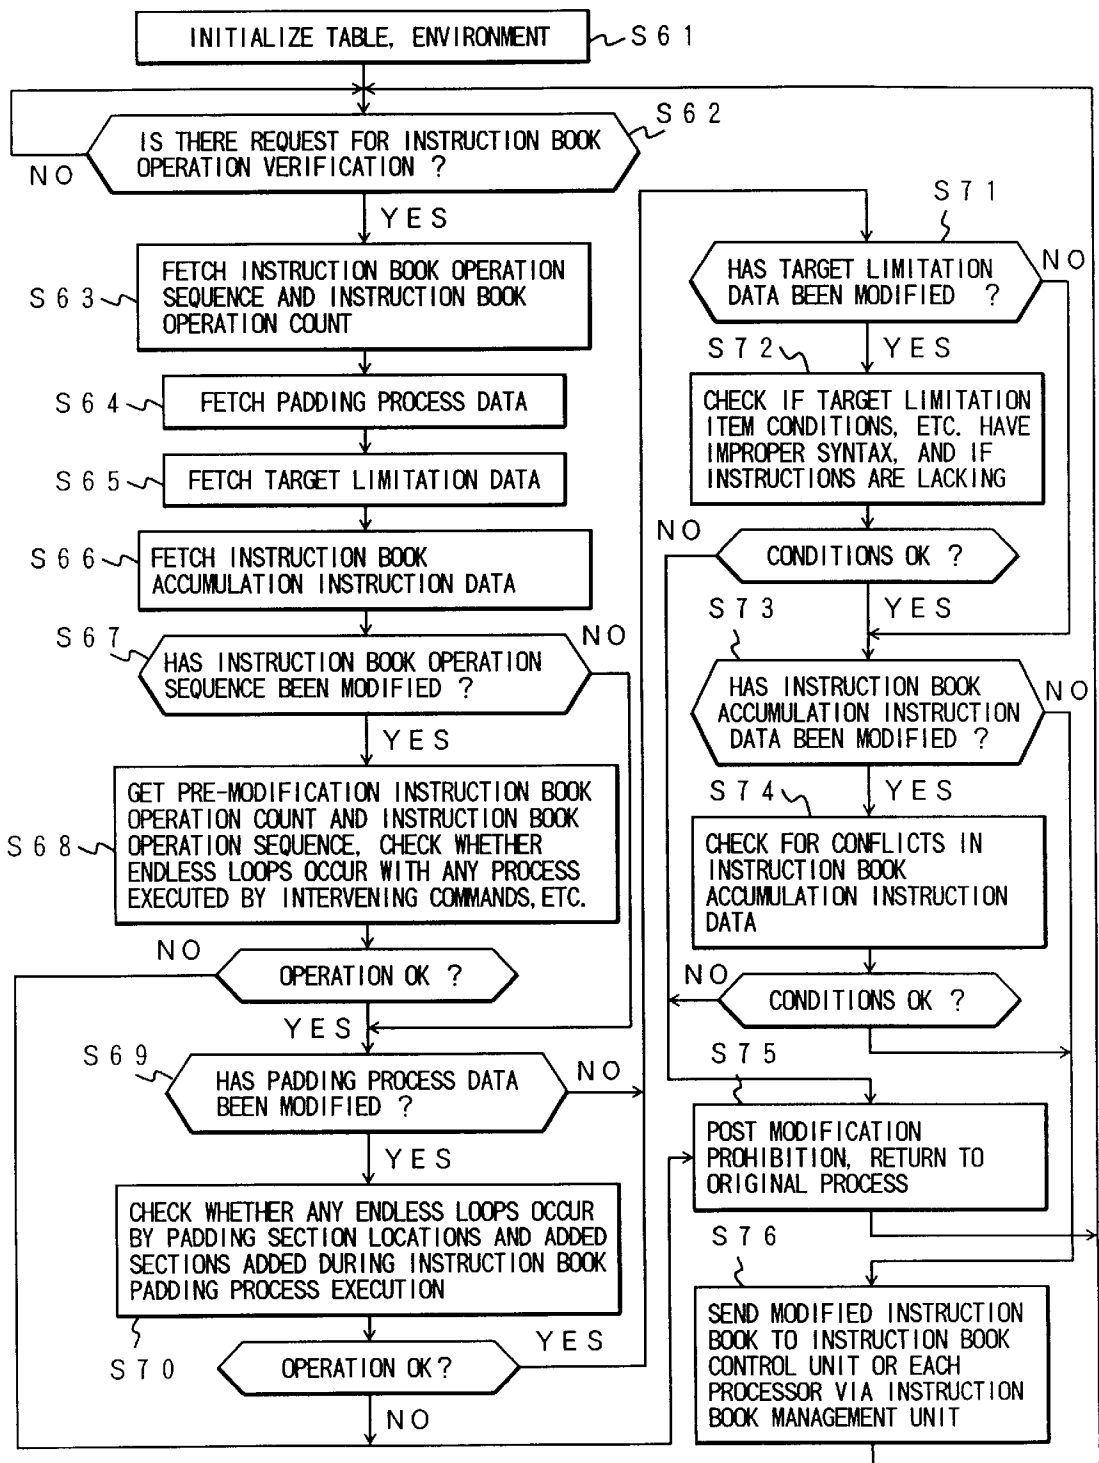 INITIALIZE TABLE, ENVIRONMENT
S61
S62
IS THERE REQUEST FOR INSTRUCTION BOOK
OPERATION VERIFICATION ?
NO
YES
S63
FETCH INSTRUCTION BOOK OPERATION
SEQUENCE AND INSTRUCTION BOOK
OPERATION COUNT
S64
FETCH PADDING PROCESS DATA
S65
FETCH TARGET LIMITATION DATA
S66
FETCH INSTRUCTION BOOK
ACCUMULATION INSTRUCTION DATA
S67
NO
HAS INSTRUCTION BOOK OPERATION
SEQUENCE BEEN MODIFIED ?
YES
S68
GET PRE-MODIFICATION INSTRUCTION BOOK
OPERATION COUNT AND INSTRUCTION BOOK
OPERATION SEQUENCE, CHECK WHETHER
ENDLESS LOOPS OCCUR WITH ANY PROCESS
EXECUTED BY INTERVENING COMMANDS, ETC.
NO
OPERATION OK ?
YES
S69
HAS PADDING PROCESS DATA
BEEN MODIFIED ?
NO
YES
CHECK WHETHER ANY ENDLESS LOOPS OCCUR
BY PADDING SECTION LOCATIONS AND ADDED
SECTIONS ADDED DURING INSTRUCTION BOOK
PADDING PROCESS EXECUTION
S70
OPERATION OK?
YES
NO
S71
HAS TARGET LIMITATION
DATA BEEN MODIFIED ?
NO
YES
S72
CHECK IF TARGET LIMITATION
ITEM CONDITIONS, ETC. HAVE
IMPROPER SYNTAX, AND IF
INSTRUCTIONS ARE LACKING
NO
CONDITIONS OK ?
YES
S73
HAS INSTRUCTION BOOK
ACCUMULATION INSTRUCTION
DATA BEEN MODIFIED ?
NO
YES
S74
CHECK FOR CONFLICTS IN
INSTRUCTION BOOK
ACCUMULATION INSTRUCTION
DATA
NO
CONDITIONS OK ?
S75
POST MODIFICATION
PROHIBITION, RETURN TO
ORIGINAL PROCESS
S76
SEND MODIFIED INSTRUCTION
BOOK TO INSTRUCTION BOOK
CONTROL UNIT OR EACH
PROCESSOR VIA INSTRUCTION
BOOK MANAGEMENT UNIT